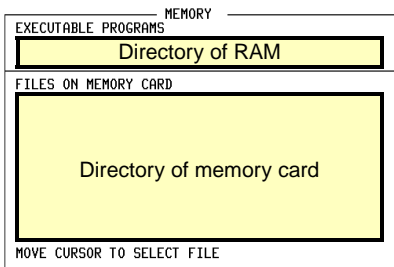 MEMORY
EXECUTABLE PROGRAMS
Directory of RAM
FILES ON MEMORY CARD
Directory of memory card
MOVE CURSOR TO SELECT FILE